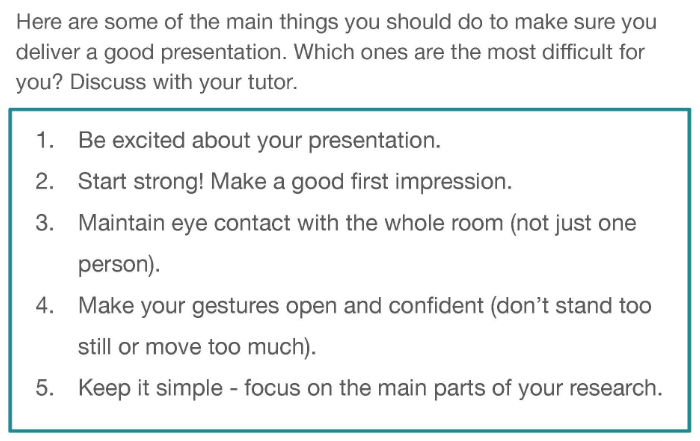 Here are some of the main things you should do to make sure you
deliver a good presentation. Which ones are the most difficult for
you? Discuss with your tutor.
1. Be excited about your presentation.
2. Start strong! Make a good first impression.
3. Maintain eye contact with the whole room (not just one
person).
4. Make your gestures open and confident (don’t stand too
still or move too much).
5. Keep it simple - focus on the main parts of your research.